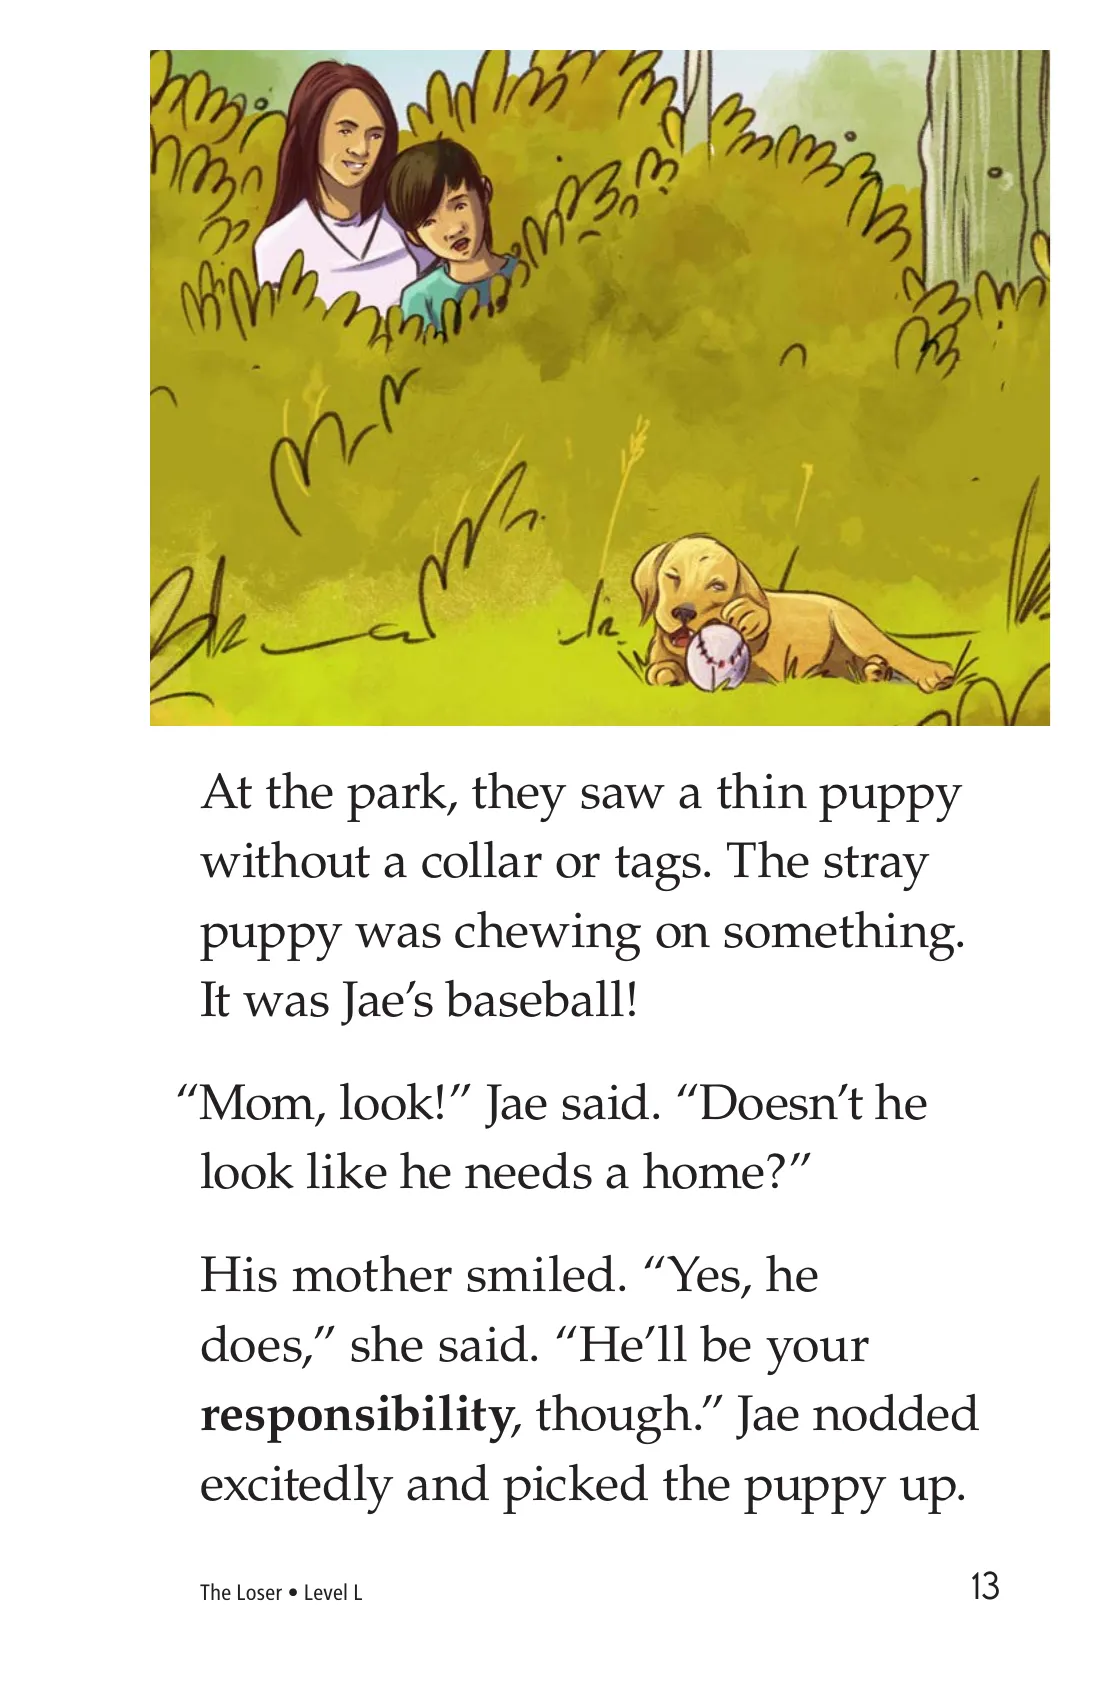 At the park, they saw a thin puppy
without a collar or tags. The stray
puppy was chewing on something.
It was Jae’s baseball!
“Mom, look!” Jae said. “Doesn’t he
look like he needs a home?”
His mother smiled. “Yes, he
does,” she said. “He’ll be your
responsibility, though.” Jae nodded
excitedly and picked the puppy up.
The Loser • Level L
13